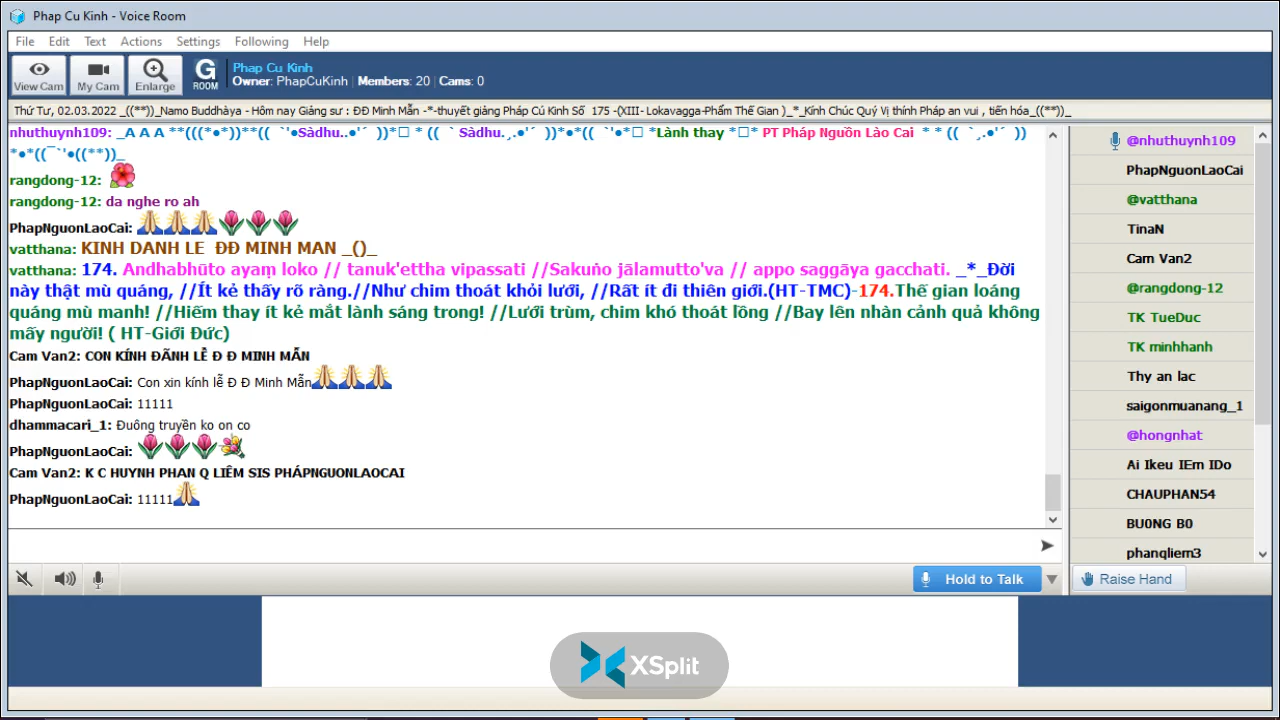 Phap Cu Kinh - Voice Room
File Edit Text Actions Settings Following Help
View Cam My Cam Enlarge G ROOM
Phap Cu Kinh
Owner: PhapCuKinh | Members: 20 | Cams: 0
Thứ Tư, 02.03.2022 _((**))_Namo Buddhàya - Hôm nay Giảng sư : ĐĐ Minh Mẫn -*-thuyết giảng Pháp Cú Kinh Số 175 -(XIII- Lokavagga-Phẩm Thế Gian )_*_Kính Chúc Quý Vị thính Pháp an vui , tiến hóa_((**))_
nhuthuynh109: _A A A **(((*●*))**(( `'●Sàdhu..●'´ ))*□ * (( ` Sàdhu.¸.●'´ ))*●*(( `'●*□ *Lành thay *□* PT Pháp Nguồn Lào Cai * * (( `¸.●'´ ))
*●*((¯`'●((**))_
rangdong-12:
rangdong-12: da nghe ro ah
PhapNguonLaoCai:
vatthana: KINH DANH LE ĐĐ MINH MAN _()_
vatthana: 174. Andhabhūto ayaṃ loko // tanuk'ettha vipassati //Sakuṅo jālamutto'va // appo saggāya gacchati. _*_Đời
này thật mù quáng, //Ít kẻ thấy rõ ràng.//Như chim thoát khỏi lưới, //Rất ít đi thiên giới.(HT-TMC)-174.Thế gian loáng
quáng mù manh! //Hiếm thay ít kẻ mắt lành sáng trong! //Lưới trùm, chim khó thoát lồng //Bay lên nhàn cảnh quả không
mấy người! ( HT-Giới Đức)
Cam Van2: CON KÍNH ĐÃNH LỄ Đ Đ MINH MẪN
PhapNguonLaoCai: Con xin kính lễ Đ Đ Minh Mẫn
PhapNguonLaoCai: 11111
dhammacari_1: Đuông truyền ko on co
PhapNguonLaoCai:
Cam Van2: K C HUYNH PHAN Q LIÊM SIS PHÁPNGUONLAOCAI
PhapNguonLaoCai: 11111
Hold to Talk
@nhuthuynh109
PhapNguonLaoCai
@vatthana
TinaN
Cam Van2
@rangdong-12
TK TueDuc
TK minhhanh
Thy an lac
saigonmuanang_1
@hongnhat
Ai Ikeu IEm IDo
CHAUPHAN54
BU0NG B0
phanqliem3
Raise Hand
XSplit